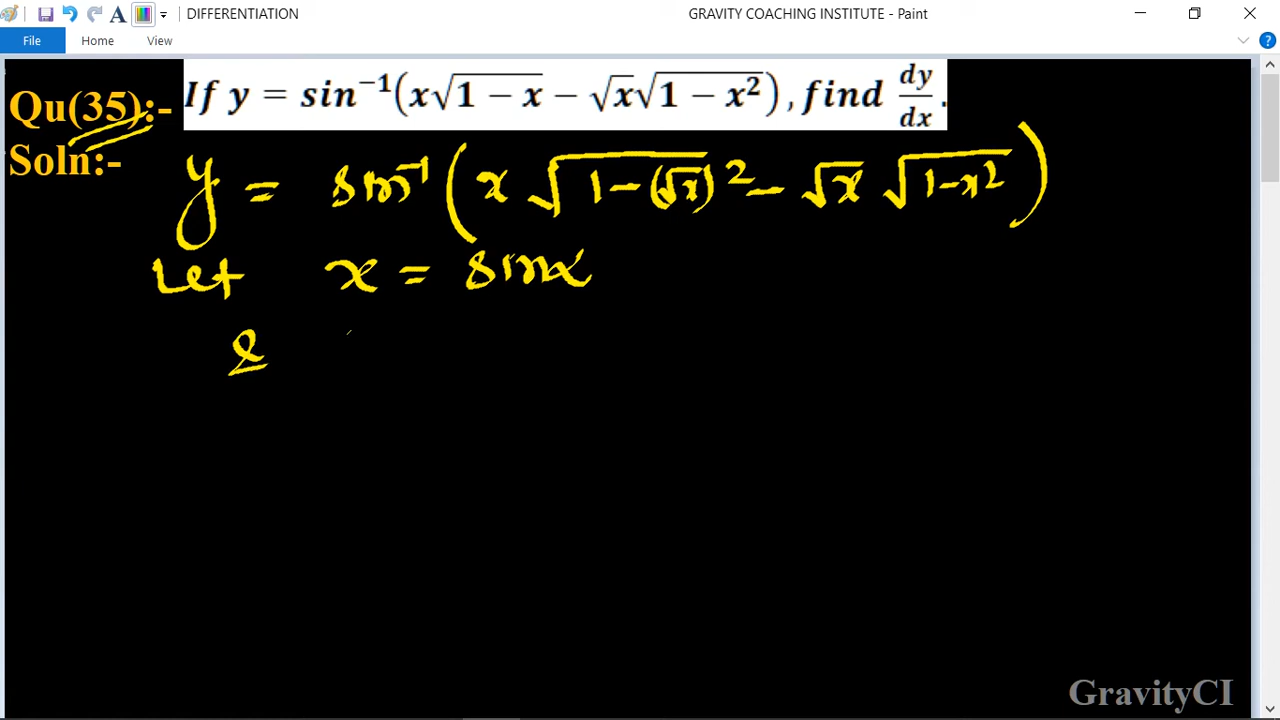 DIFFERENTIATION
GRAVITY COACHING INSTITUTE - Paint
File Home View
Qu(35):- If y = sin⁻¹(x√(1 − x) − √x√(1 − x²)), find dy/dx.
Soln:- y = sin⁻¹(x √(1−(√x)²) − √x √(1−x²))
Let x = sinα
&
GravityCI